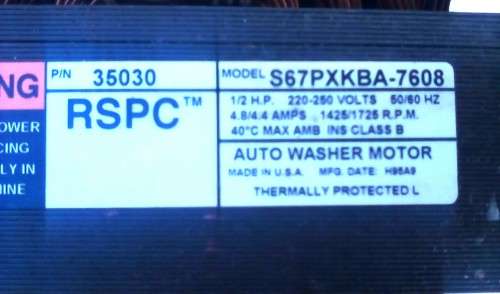 NG
OWER
CING
LY IN
HINE
P/N 35030
RSPC™
MODEL S67PXKBA-7608
1/2 H.P. 220-250 VOLTS 50/60 HZ
4.8/4.4 AMPS 1425/1725 R.P.M.
40°C MAX AMB INS CLASS B
AUTO WASHER MOTOR
MADE IN U.S.A. MFG. DATE: H95A9
THERMALLY PROTECTED L